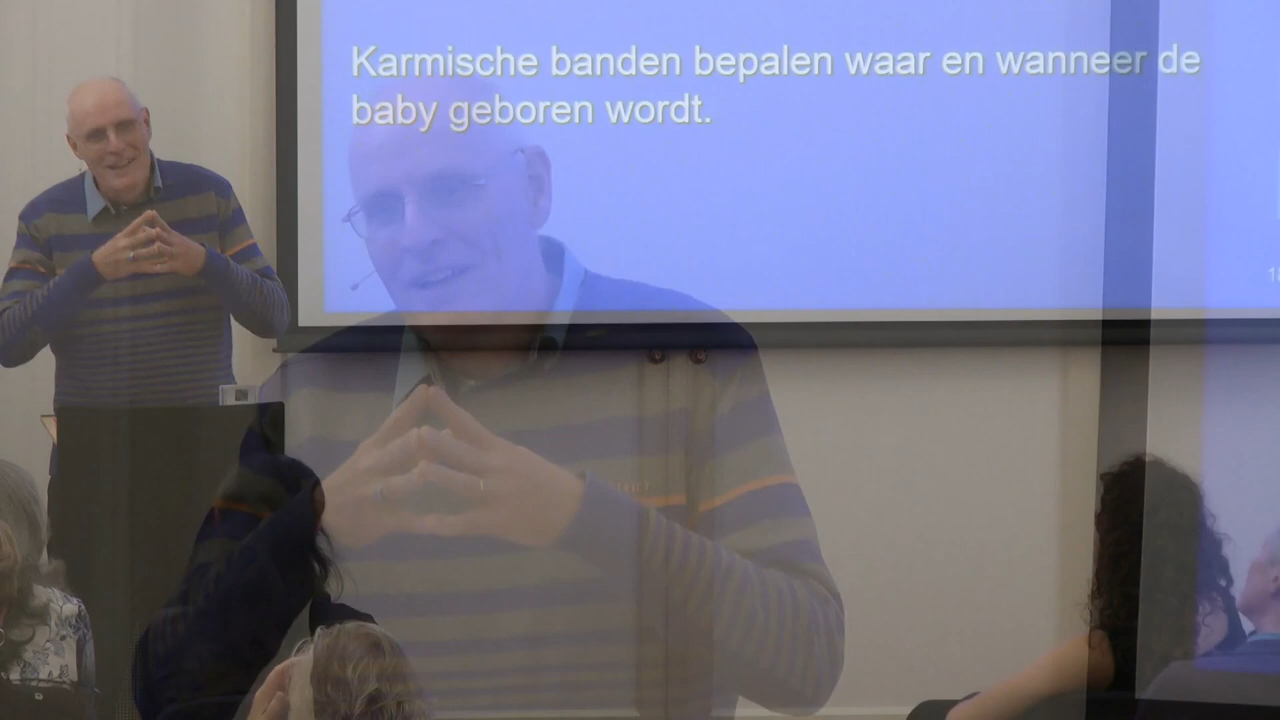 Karmische banden bepalen waar en wanneer de
baby geboren wordt.